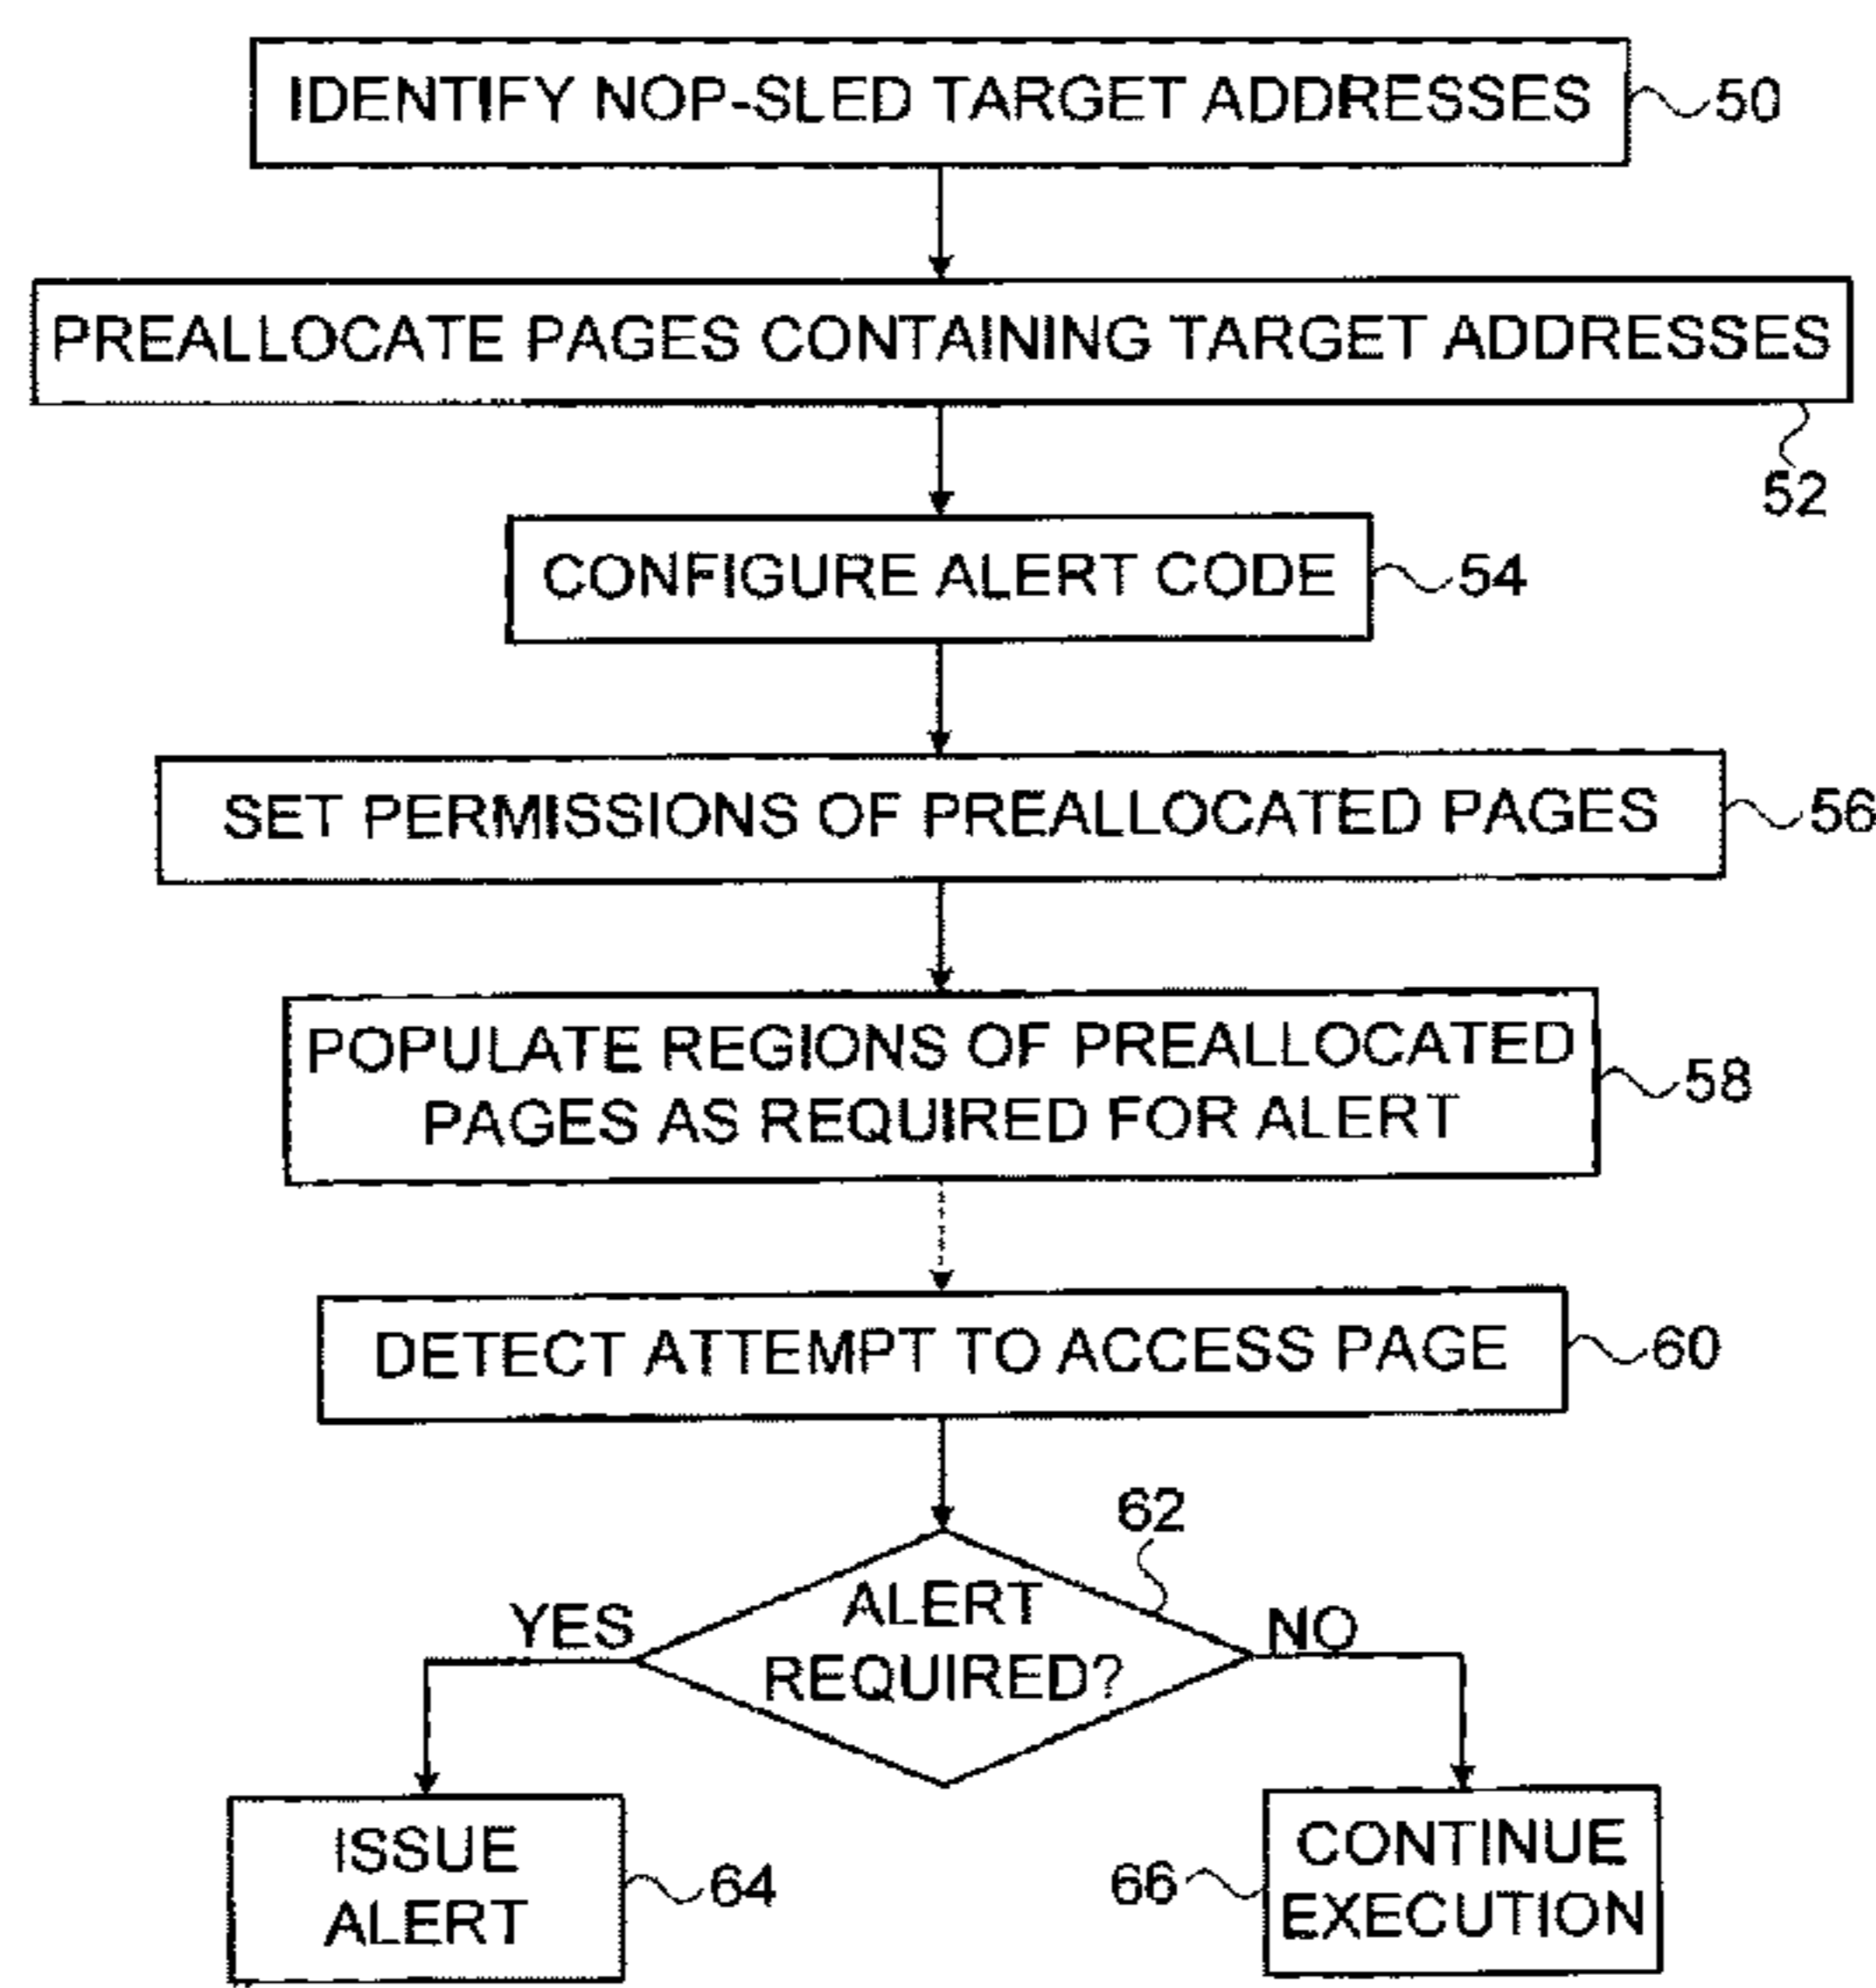 IDENTIFY NOP-SLED TARGET ADDRESSES
50
PREALLOCATE PAGES CONTAINING TARGET ADDRESSES
52
CONFIGURE ALERT CODE
54
SET PERMISSIONS OF PREALLOCATED PAGES
56
POPULATE REGIONS OF PREALLOCATED
PAGES AS REQUIRED FOR ALERT
58
DETECT ATTEMPT TO ACCESS PAGE
60
62
ALERT
REQUIRED?
YES
NO
ISSUE
ALERT
64
66
CONTINUE
EXECUTION